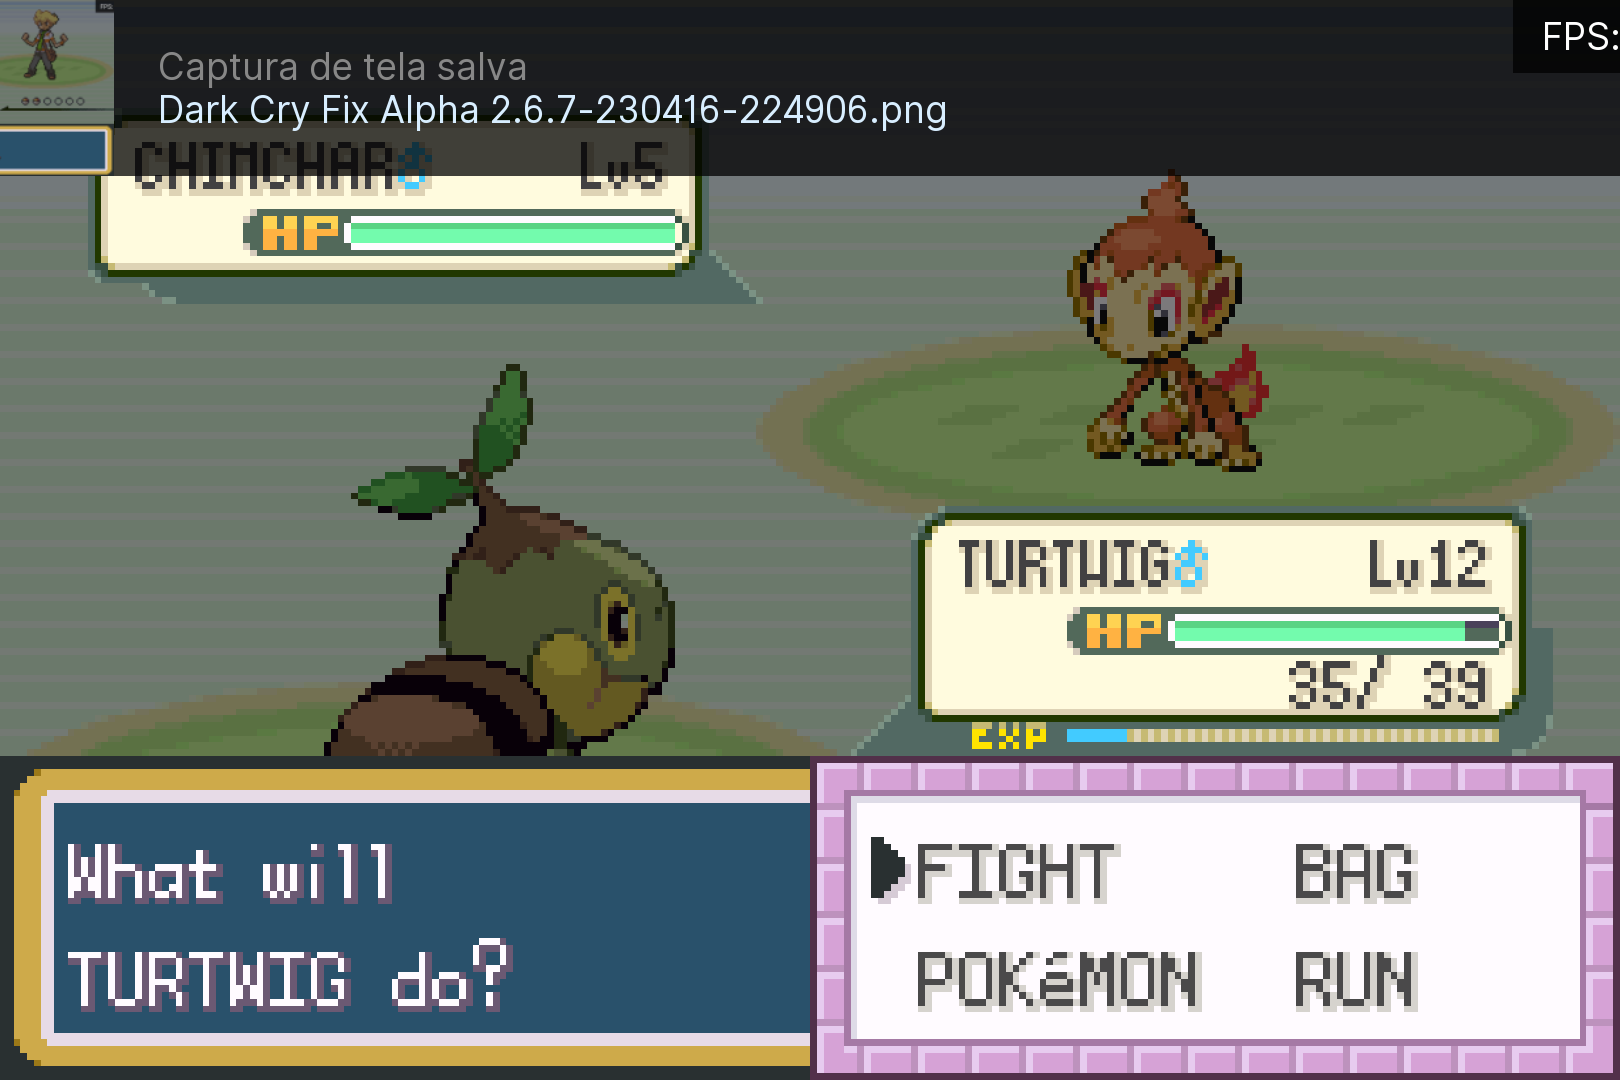 FPS:
Captura de tela salva
Dark Cry Fix Alpha 2.6.7-230416-224906.png
CHIMCHAR♂ Lv5
HP
TURTWIG♂ Lv12
HP
35/ 39
EXP
What will
TURTWIG do?
FIGHT BAG
POKéMON RUN